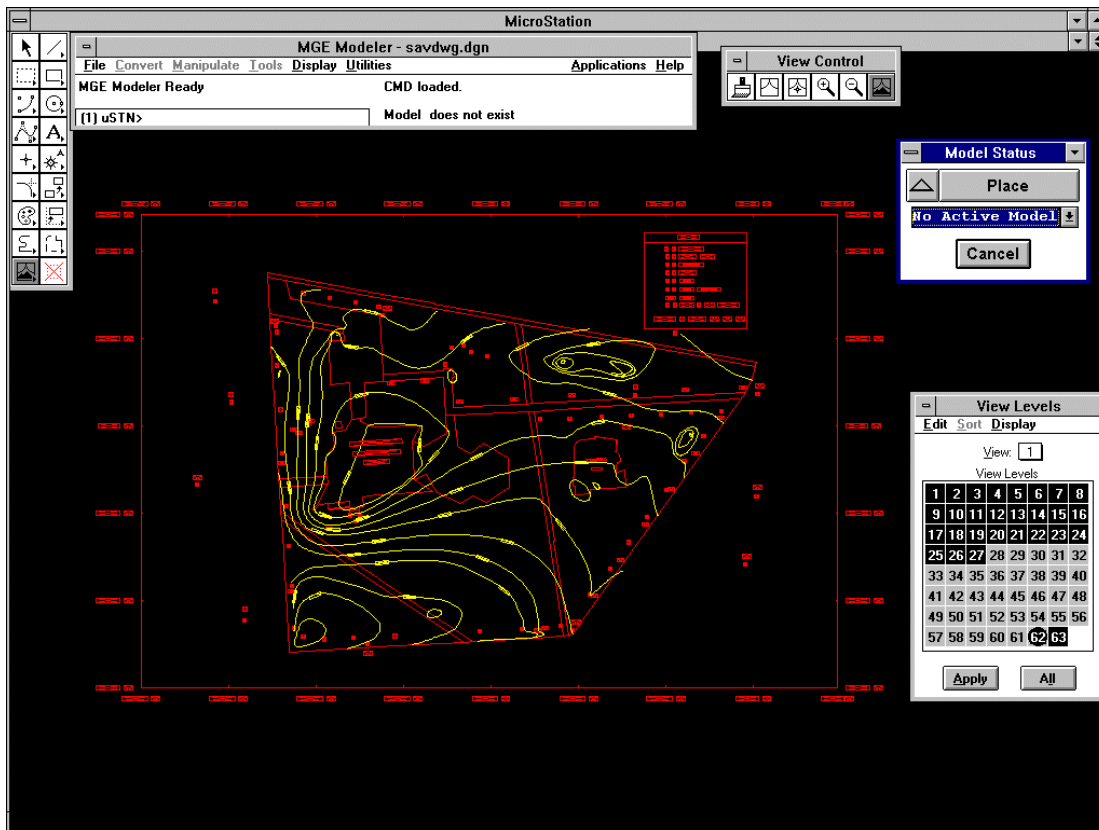 MicroStation
MGE Modeler - savdwg.dgn
File Convert Manipulate Tools Display Utilities Applications Help
MGE Modeler Ready CMD loaded.
(1) uSTN> Model does not exist
View Control
A
Model Status
Place
No Active Model
Cancel
View Levels
Edit Sort Display
View: 1
View Levels
1 2 3 4 5 6 7 8
9 10 11 12 13 14 15 16
17 18 19 20 21 22 23 24
25 26 27 28 29 30 31 32
33 34 35 36 37 38 39 40
41 42 43 44 45 46 47 48
49 50 51 52 53 54 55 56
57 58 59 60 61 62 63
Apply All